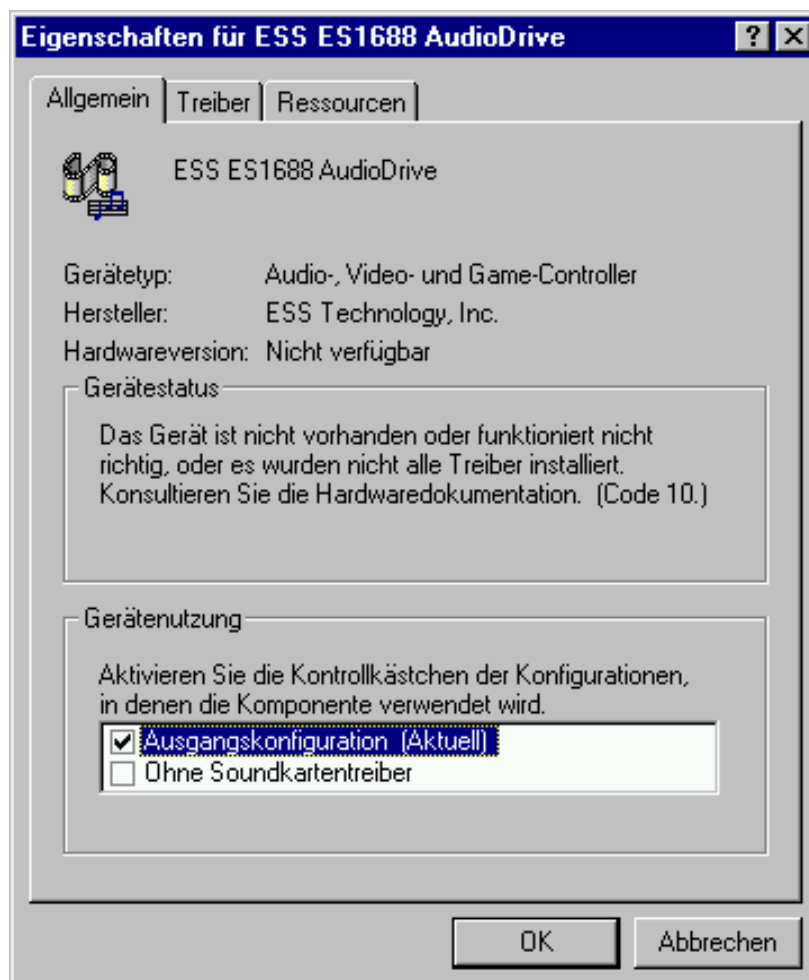 Eigenschaften für ESS ES1688 AudioDrive
Allgemein Treiber Ressourcen
ESS ES1688 AudioDrive
Gerätetyp: Audio-, Video- und Game-Controller
Hersteller: ESS Technology, Inc.
Hardwareversion: Nicht verfügbar
Gerätestatus
Das Gerät ist nicht vorhanden oder funktioniert nicht
richtig, oder es wurden nicht alle Treiber installiert.
Konsultieren Sie die Hardwaredokumentation. (Code 10.)
Gerätenutzung
Aktivieren Sie die Kontrollkästchen der Konfigurationen,
in denen die Komponente verwendet wird.
Ausgangskonfiguration (Aktuell)
Ohne Soundkartentreiber
OK Abbrechen